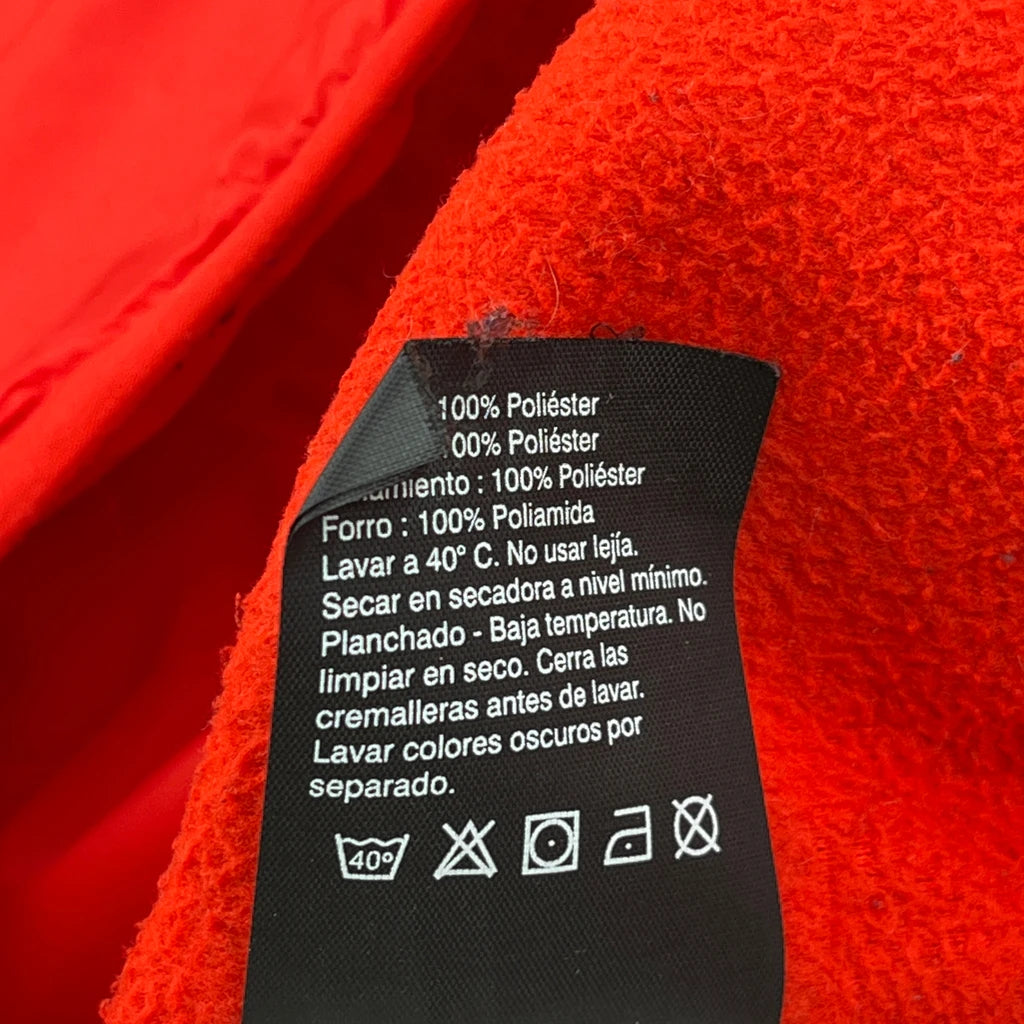 100% Poliéster
100% Poliéster
: 100% Poliéster
Forro : 100% Poliamida
Lavar a 40° C. No usar lejía.
Secar en secadora a nivel mínimo.
Planchado - Baja temperatura. No
limpiar en seco. Cerra las
cremalleras antes de lavar.
Lavar colores oscuros por
separado.
40°